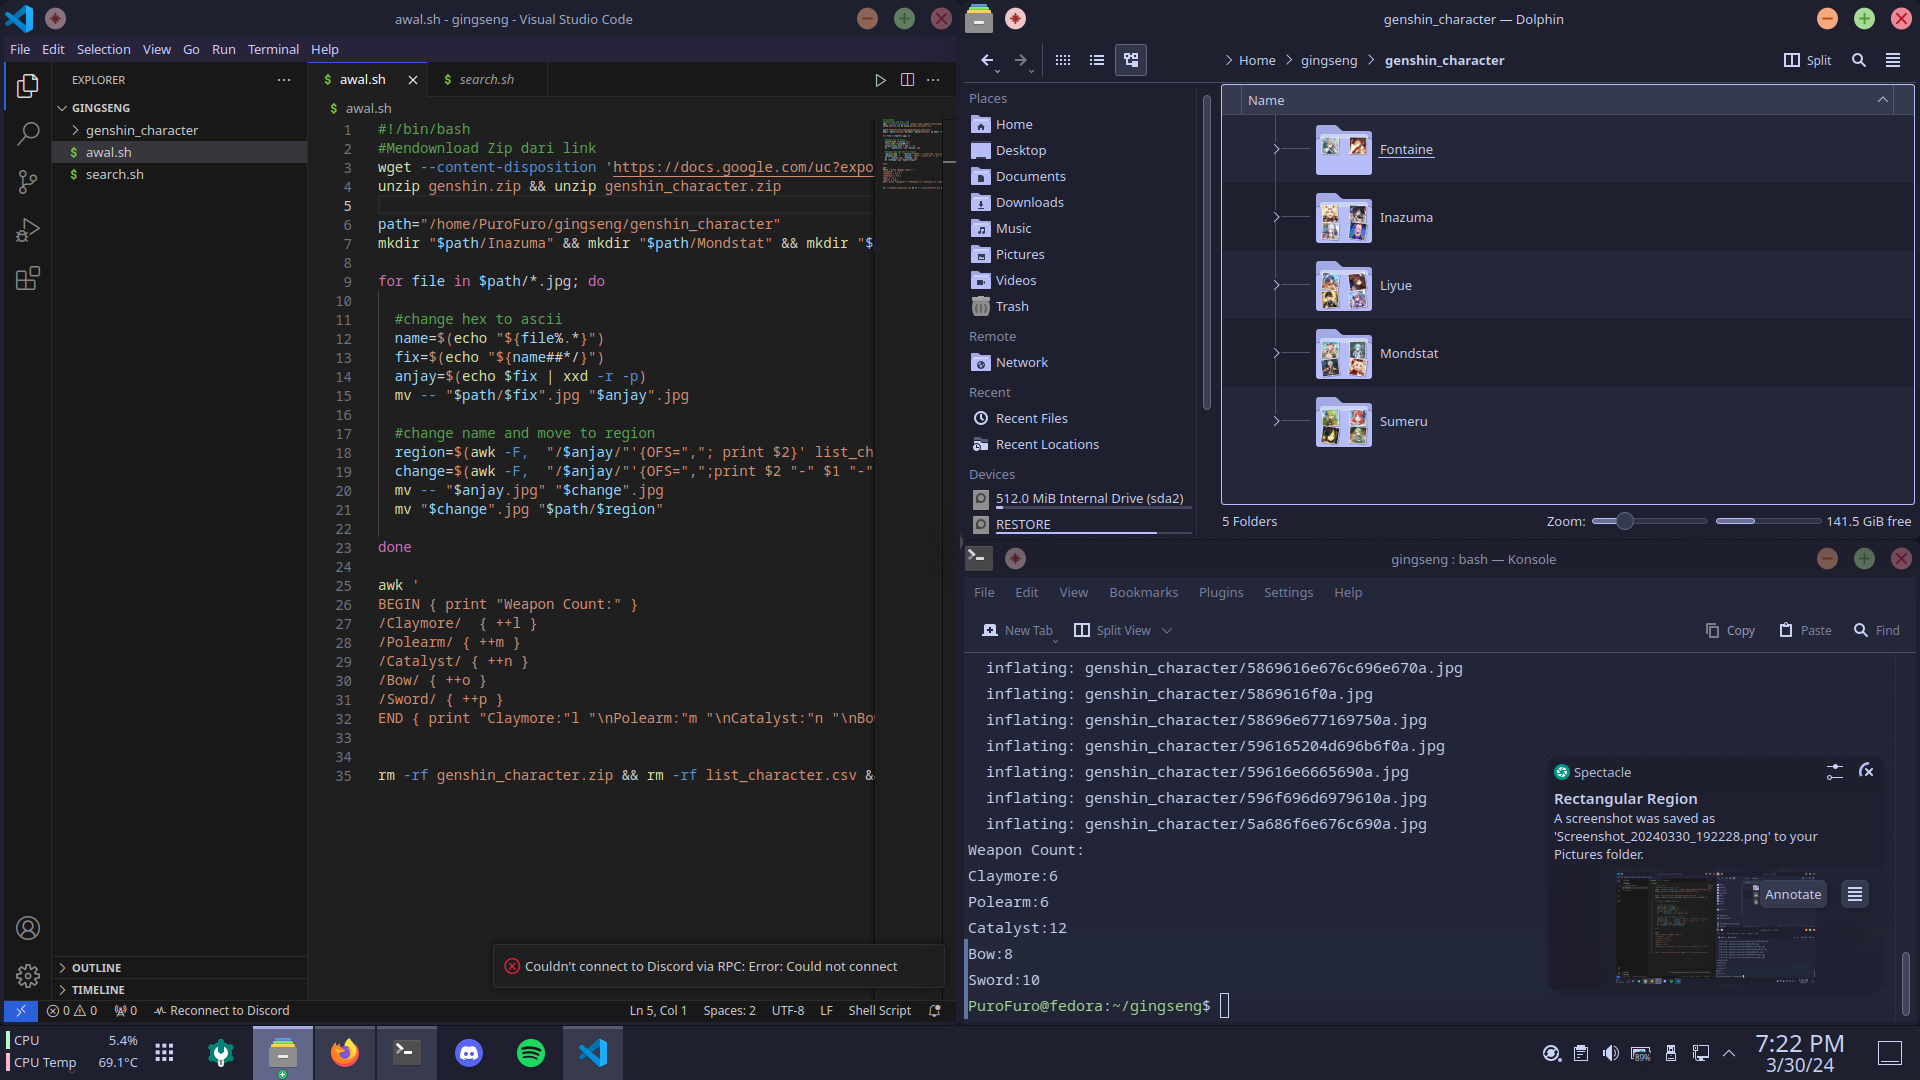 awal.sh - gingseng - Visual Studio Code
File Edit Selection View Go Run Terminal Help
EXPLORER
GINGSENG
genshin_character
$ awal.sh
$ search.sh
$ awal.sh
$ search.sh
$ awal.sh
1 #!/bin/bash
2 #Mendownload Zip dari link
3 wget --content-disposition 'https://docs.google.com/uc?expo
4 unzip genshin.zip && unzip genshin_character.zip
5
6 path="/home/PuroFuro/gingseng/genshin_character"
7 mkdir "$path/Inazuma" && mkdir "$path/Mondstat" && mkdir "$
8
9 for file in $path/*.jpg; do
10
11 #change hex to ascii
12 name=$(echo "${file%.*}")
13 fix=$(echo "${name##*/}")
14 anjay=$(echo $fix | xxd -r -p)
15 mv -- "$path/$fix".jpg "$anjay".jpg
16
17 #change name and move to region
18 region=$(awk -F, "/$anjay/"'{OFS=","; print $2}' list_ch
19 change=$(awk -F, "/$anjay/"'{OFS=",";print $2 "-" $1 "-"
20 mv -- "$anjay.jpg" "$change".jpg
21 mv "$change".jpg "$path/$region"
22
23 done
24
25 awk '
26 BEGIN { print "Weapon Count:" }
27 /Claymore/ { ++l }
28 /Polearm/ { ++m }
29 /Catalyst/ { ++n }
30 /Bow/ { ++o }
31 /Sword/ { ++p }
32 END { print "Claymore:"l "\nPolearm:"m "\nCatalyst:"n "\nBo
33
34
35 rm -rf genshin_character.zip && rm -rf list_character.csv &
OUTLINE
TIMELINE
Couldn't connect to Discord via RPC: Error: Could not connect
0 0 0 Reconnect to Discord
Ln 5, Col 1 Spaces: 2 UTF-8 LF Shell Script
genshin_character — Dolphin
Home > gingseng > genshin_character
Split
Places
Home
Desktop
Documents
Downloads
Music
Pictures
Videos
Trash
Remote
Network
Recent
Recent Files
Recent Locations
Devices
512.0 MiB Internal Drive (sda2)
RESTORE
Name
Fontaine
Inazuma
Liyue
Mondstat
Sumeru
5 Folders
Zoom:
141.5 GiB free
gingseng : bash — Konsole
File Edit View Bookmarks Plugins Settings Help
New Tab Split View Copy Paste Find
inflating: genshin_character/5869616e676c696e670a.jpg
inflating: genshin_character/5869616f0a.jpg
inflating: genshin_character/58696e677169750a.jpg
inflating: genshin_character/596165204d696b6f0a.jpg
inflating: genshin_character/59616e6665690a.jpg
inflating: genshin_character/596f696d6979610a.jpg
inflating: genshin_character/5a686f6e676c690a.jpg
Weapon Count:
Claymore:6
Polearm:6
Catalyst:12
Bow:8
Sword:10
PuroFuro@fedora:~/gingseng$
Spectacle
Rectangular Region
A screenshot was saved as
'Screenshot_20240330_192228.png' to your
Pictures folder.
Annotate
CPU 5.4%
CPU Temp 69.1°C
89%
7:22 PM
3/30/24